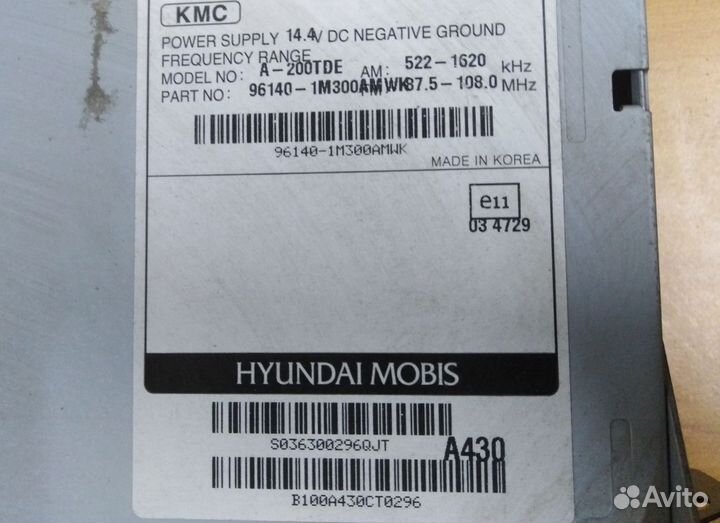 KMC
POWER SUPPLY 14.4V DC NEGATIVE GROUND
FREQUENCY RANGE
MODEL NO: A-200TDE AM: 522-1620 kHz
PART NO: 96140-1M300AMWK 87.5-108.0 MHz
96140-1M300AMWK
MADE IN KOREA
e11
03 4729
HYUNDAI MOBIS
S036300296QJT
A430
B100A430CT0296
Avito